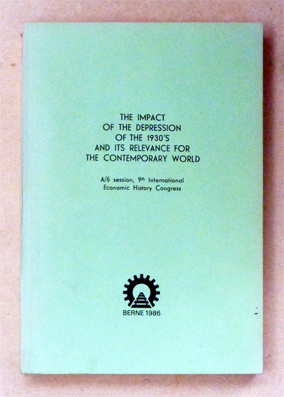 THE IMPACT
OF THE DEPRESSION
OF THE 1930'S
AND ITS RELEVANCE FOR
THE CONTEMPORARY WORLD
A/6 session, 9th International
Economic History Congress
BERNE 1986